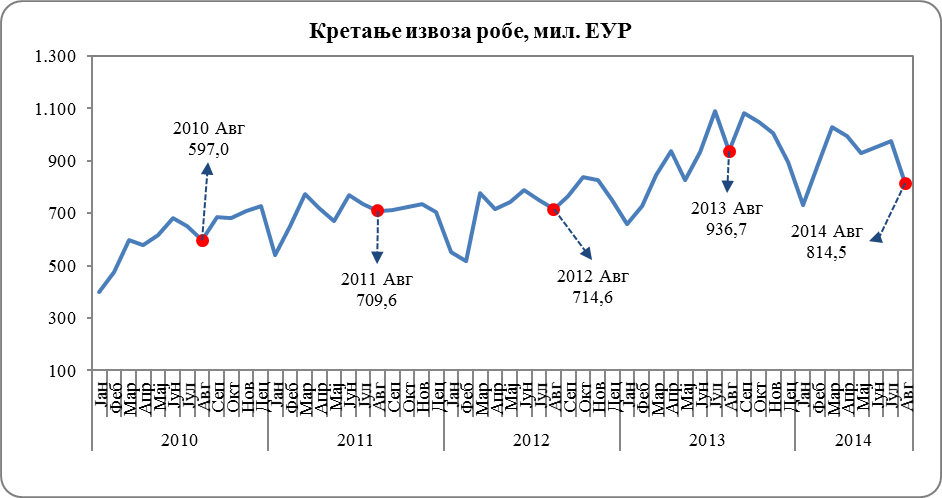 Кретање извоза робе, мил. ЕУР
1.300
1.100
900
700
500
300
100
2010 Авг
597,0
2011 Авг
709,6
2012 Авг
714,6
2013 Авг
936,7
2014 Авг
814,5
Јан Феб Мар Апр Мај Јун Јул Авг Сеп Окт Нов Дец Јан Феб Мар Апр Мај Јун Јул Авг Сеп Окт Нов Дец Јан Феб Мар Апр Мај Јун Јул Авг Сеп Окт Нов Дец Јан Феб Мар Апр Мај Јун Јул Авг Сеп Окт Нов Дец Јан Феб Мар Апр Мај Јун Јул Авг
2010 2011 2012 2013 2014